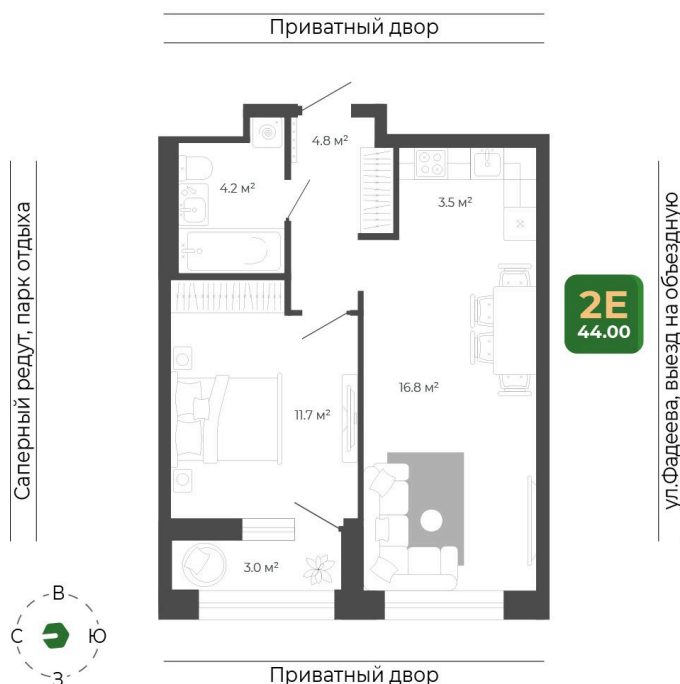 Приватный двор
4.8 м²
4.2 м²
3.5 м²
Саперный редут, парк отдыха
2Е
44.00
ул.Фадеева, выезд на объездную
16.8 м²
11.7 м²
3.0 м²
В
С
Ю
З
Приватный двор